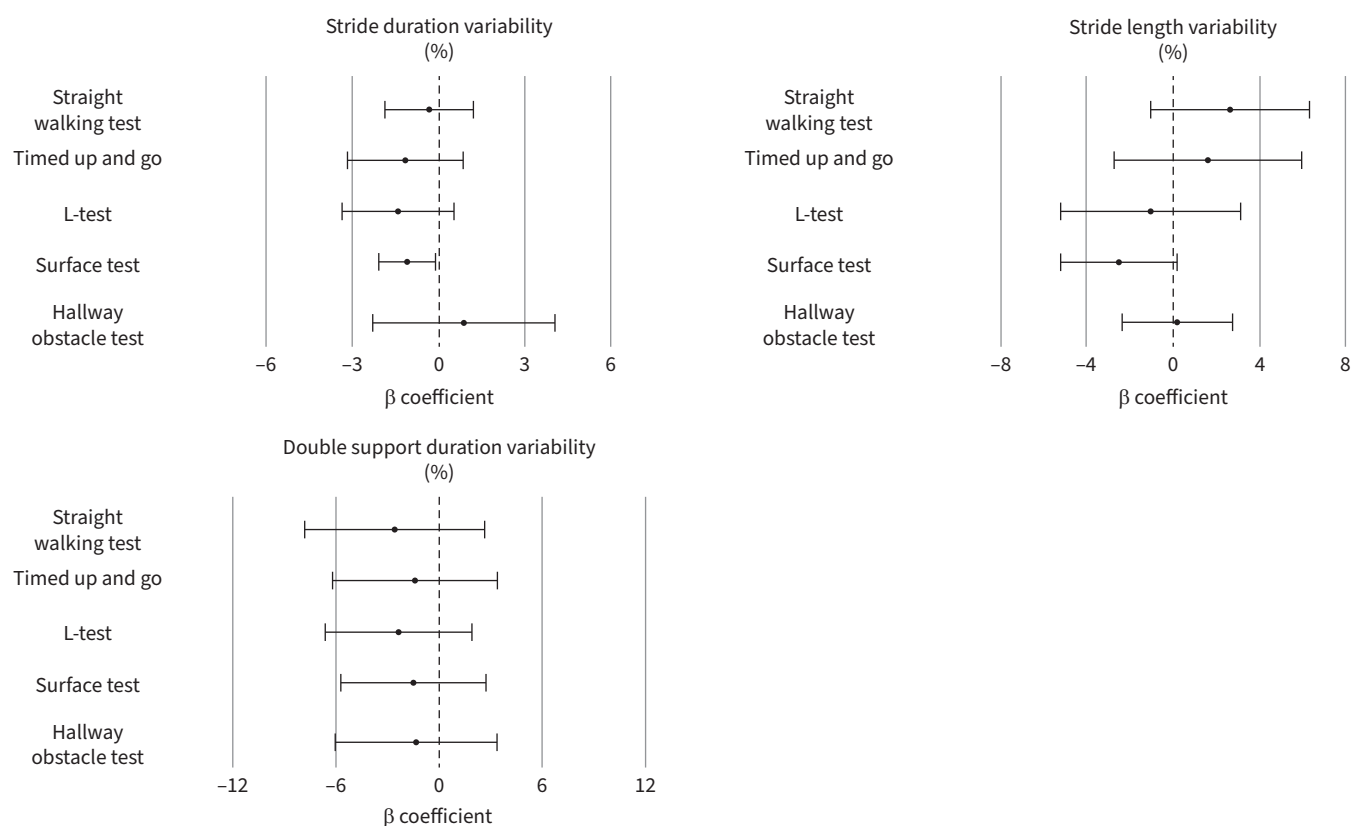 Stride duration variability
(%)
Straight
walking test
Timed up and go
L-test
Surface test
Hallway
obstacle test
–6
–3
0
3
6
β coefficient
Stride length variability
(%)
Straight
walking test
Timed up and go
L-test
Surface test
Hallway
obstacle test
–8
–4
0
4
8
β coefficient
Double support duration variability
(%)
Straight
walking test
Timed up and go
L-test
Surface test
Hallway
obstacle test
–12
–6
0
6
12
β coefficient